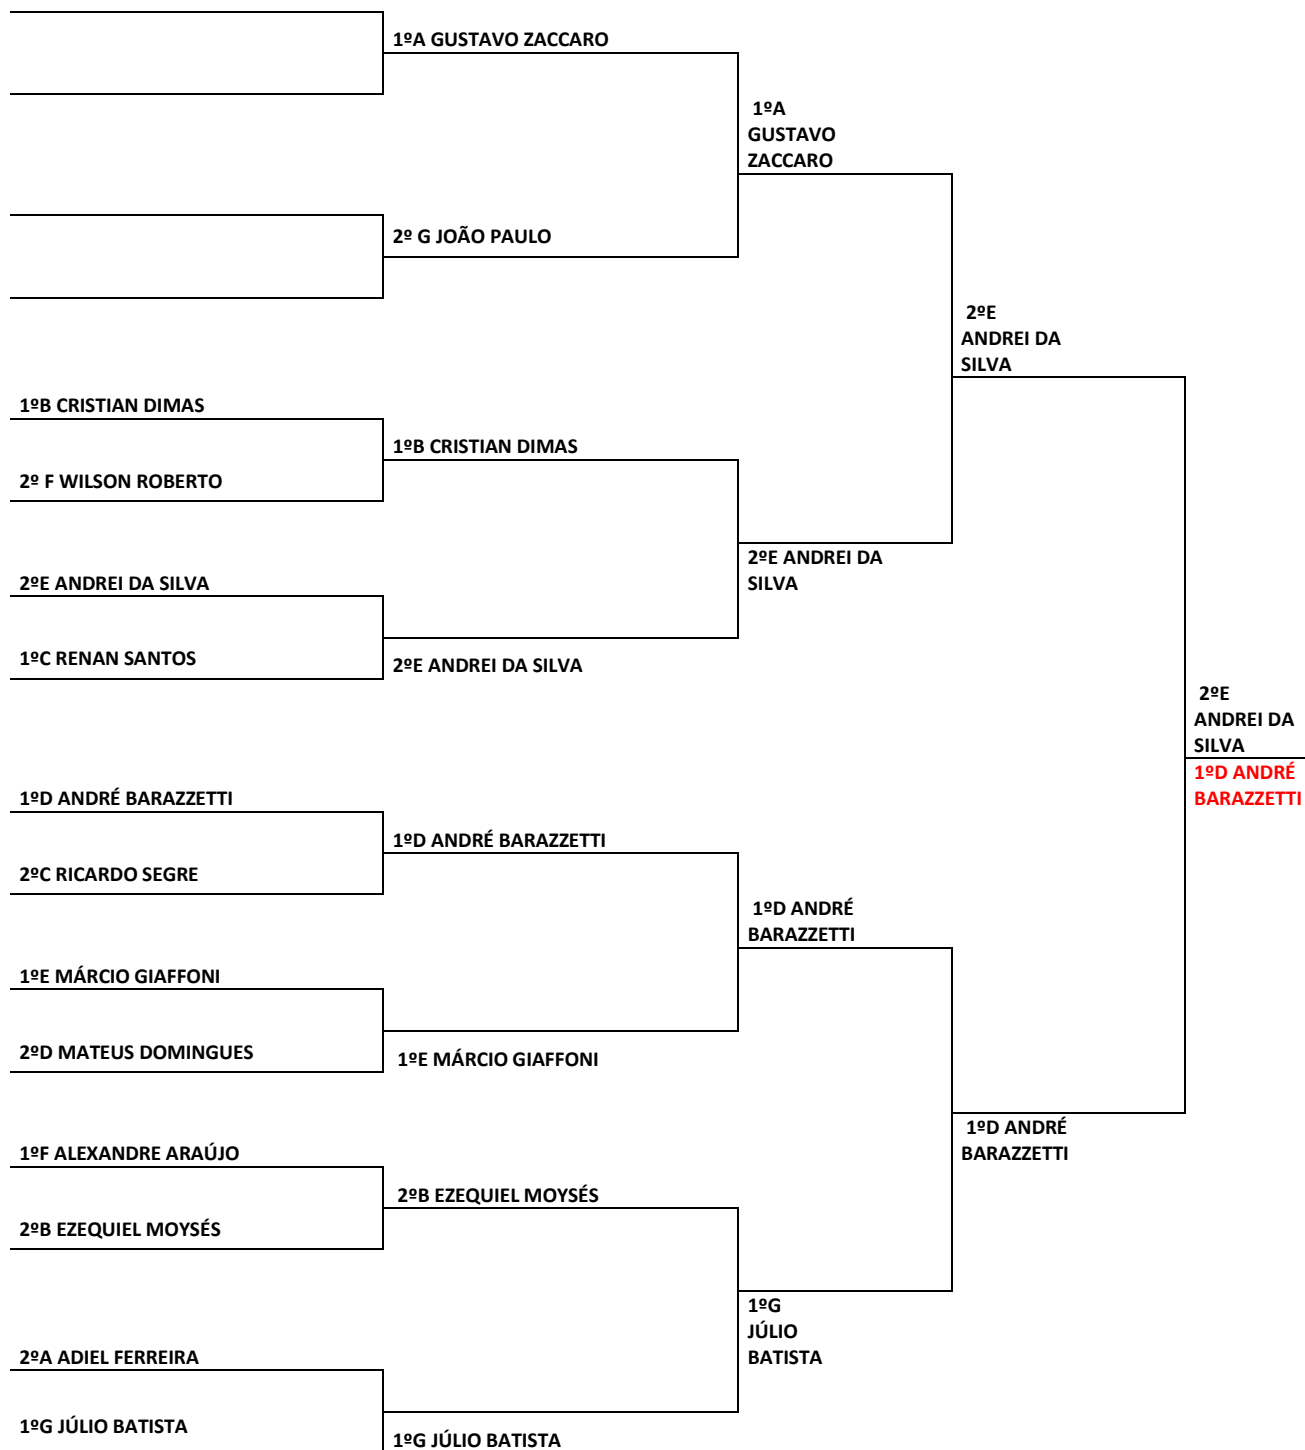 1ºA GUSTAVO ZACCARO
1ºA
GUSTAVO
ZACCARO
2º G JOÃO PAULO
2ºE
ANDREI DA
SILVA
1ºB CRISTIAN DIMAS
1ºB CRISTIAN DIMAS
2º F WILSON ROBERTO
2ºE ANDREI DA
SILVA
2ºE ANDREI DA SILVA
1ºC RENAN SANTOS
2ºE ANDREI DA SILVA
2ºE
ANDREI DA
SILVA
1ºD ANDRÉ
BARAZZETTI
1ºD ANDRÉ BARAZZETTI
1ºD ANDRÉ BARAZZETTI
2ºC RICARDO SEGRE
1ºD ANDRÉ
BARAZZETTI
1ºE MÁRCIO GIAFFONI
2ºD MATEUS DOMINGUES
1ºE MÁRCIO GIAFFONI
1ºD ANDRÉ
BARAZZETTI
1ºF ALEXANDRE ARAÚJO
2ºB EZEQUIEL MOYSÉS
2ºB EZEQUIEL MOYSÉS
1ºG
JÚLIO
BATISTA
2ºA ADIEL FERREIRA
1ºG JÚLIO BATISTA
1ºG JÚLIO BATISTA